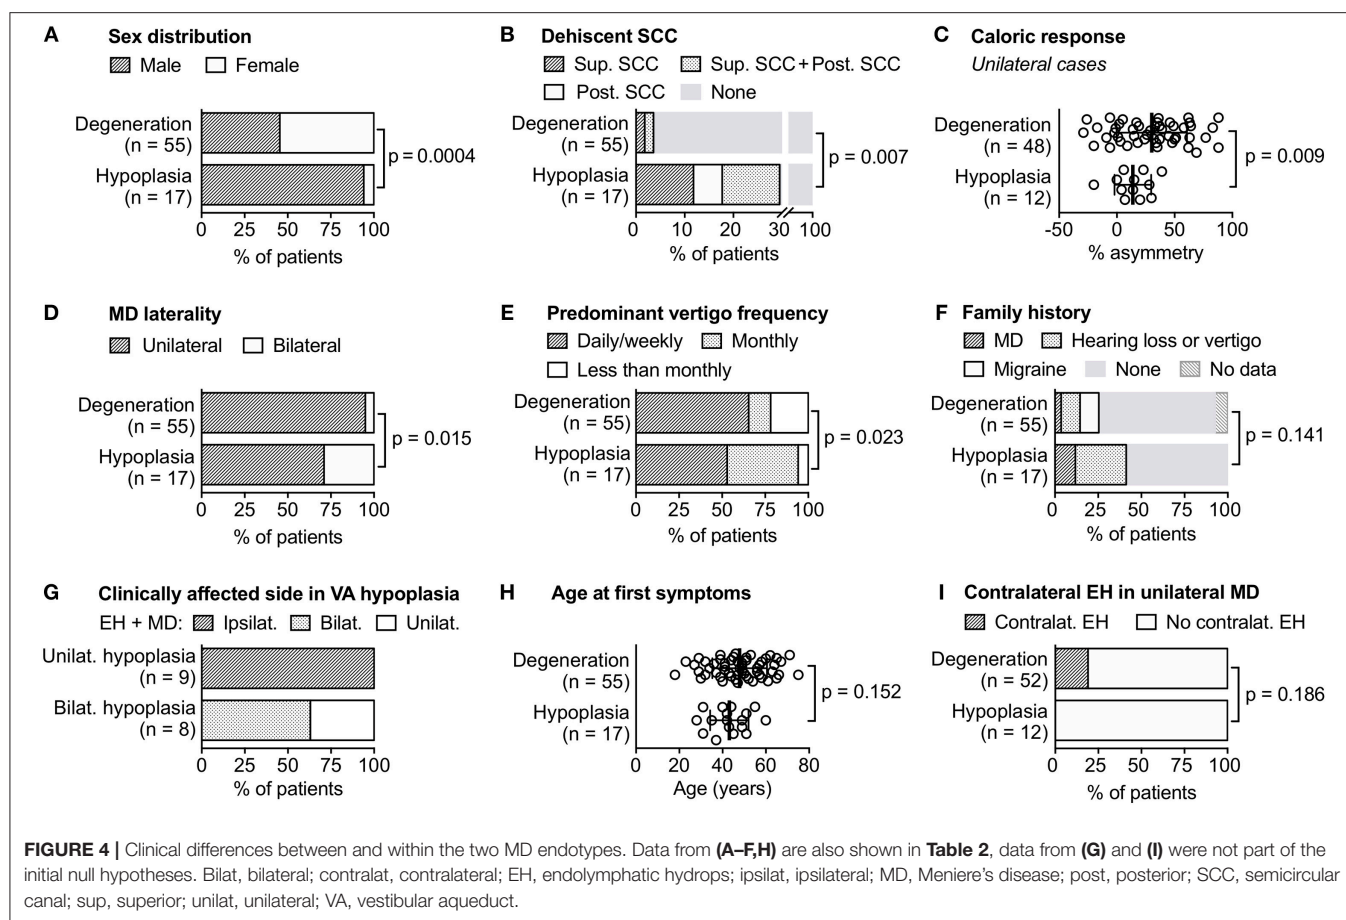 A Sex distribution
Male Female
Degeneration
(n = 55)
Hypoplasia
(n = 17)
p = 0.0004
0 25 50 75 100
% of patients
B Dehiscent SCC
Sup. SCC Sup. SCC + Post. SCC
Post. SCC None
Degeneration
(n = 55)
Hypoplasia
(n = 17)
p = 0.007
0 10 20 30 100
% of patients
C Caloric response
Unilateral cases
Degeneration
(n = 48)
Hypoplasia
(n = 12)
p = 0.009
-50 0 50 100
% asymmetry
D MD laterality
Unilateral Bilateral
Degeneration
(n = 55)
Hypoplasia
(n = 17)
p = 0.015
0 25 50 75 100
% of patients
E Predominant vertigo frequency
Daily/weekly Monthly
Less than monthly
Degeneration
(n = 55)
Hypoplasia
(n = 17)
p = 0.023
0 25 50 75 100
% of patients
F Family history
MD Hearing loss or vertigo
Migraine None No data
Degeneration
(n = 55)
Hypoplasia
(n = 17)
p = 0.141
0 25 50 75 100
% of patients
G Clinically affected side in VA hypoplasia
EH + MD: Ipsilat. Bilat. Unilat.
Unilat. hypoplasia
(n = 9)
Bilat. hypoplasia
(n = 8)
0 25 50 75 100
% of patients
H Age at first symptoms
Degeneration
(n = 55)
Hypoplasia
(n = 17)
p = 0.152
0 20 40 60 80
Age (years)
I Contralateral EH in unilateral MD
Contralat. EH No contralat. EH
Degeneration
(n = 52)
Hypoplasia
(n = 12)
p = 0.186
0 25 50 75 100
% of patients
FIGURE 4 | Clinical differences between and within the two MD endotypes. Data from (A–F,H) are also shown in Table 2, data from (G) and (I) were not part of the
initial null hypotheses. Bilat, bilateral; contralat, contralateral; EH, endolymphatic hydrops; ipsilat, ipsilateral; MD, Meniere's disease; post, posterior; SCC, semicircular
canal; sup, superior; unilat, unilateral; VA, vestibular aqueduct.